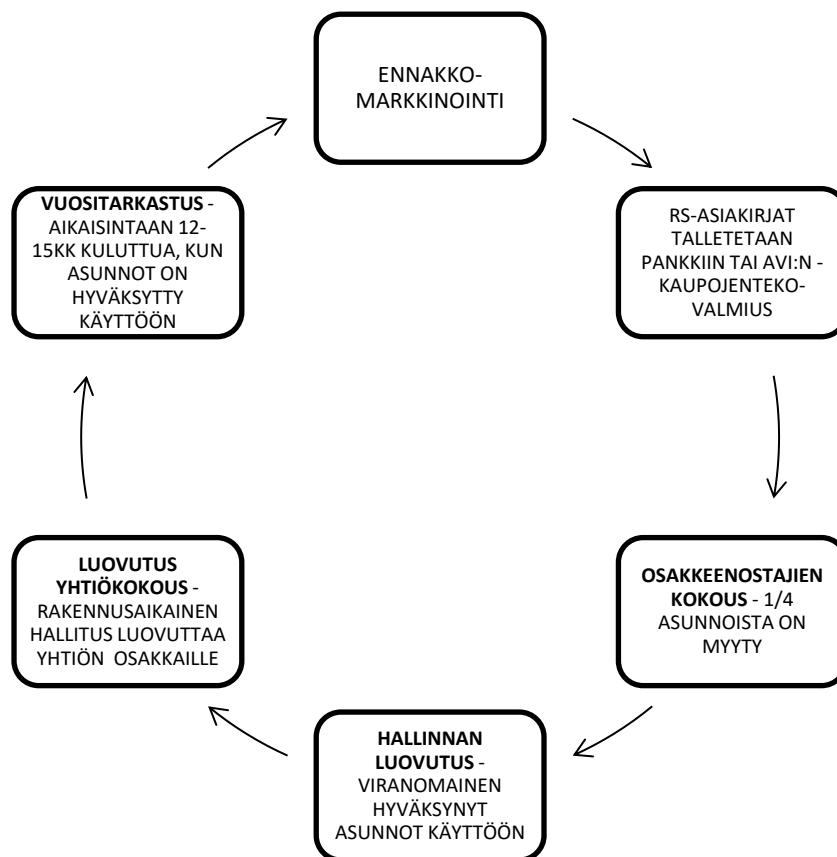 ENNAKKO-
MARKKINOINTI
RS-ASIAKIRJAT
TALLETETAAN
PANKKIIN TAI AVI:N -
KAUPOJENTEKO-
VALMIUS
OSAKKEENOSTAJIEN
KOKOUS - 1/4
ASUNNOISTA ON
MYYTY
HALLINNAN
LUOVUTUS -
VIRANOMAINEN
HYVÄKSYNYT
ASUNNOT KÄYTTÖÖN
LUOVUTUS
YHTIÖKOKOUS -
RAKENNUSAIKAINEN
HALLITUS LUOVUTTAA
YHTIÖN OSAKKAILLE
VUOSITARKASTUS -
AIKAISINTAAN 12-
15KK KULUTTUA, KUN
ASUNNOT ON
HYVÄKSYTTY
KÄYTTÖÖN